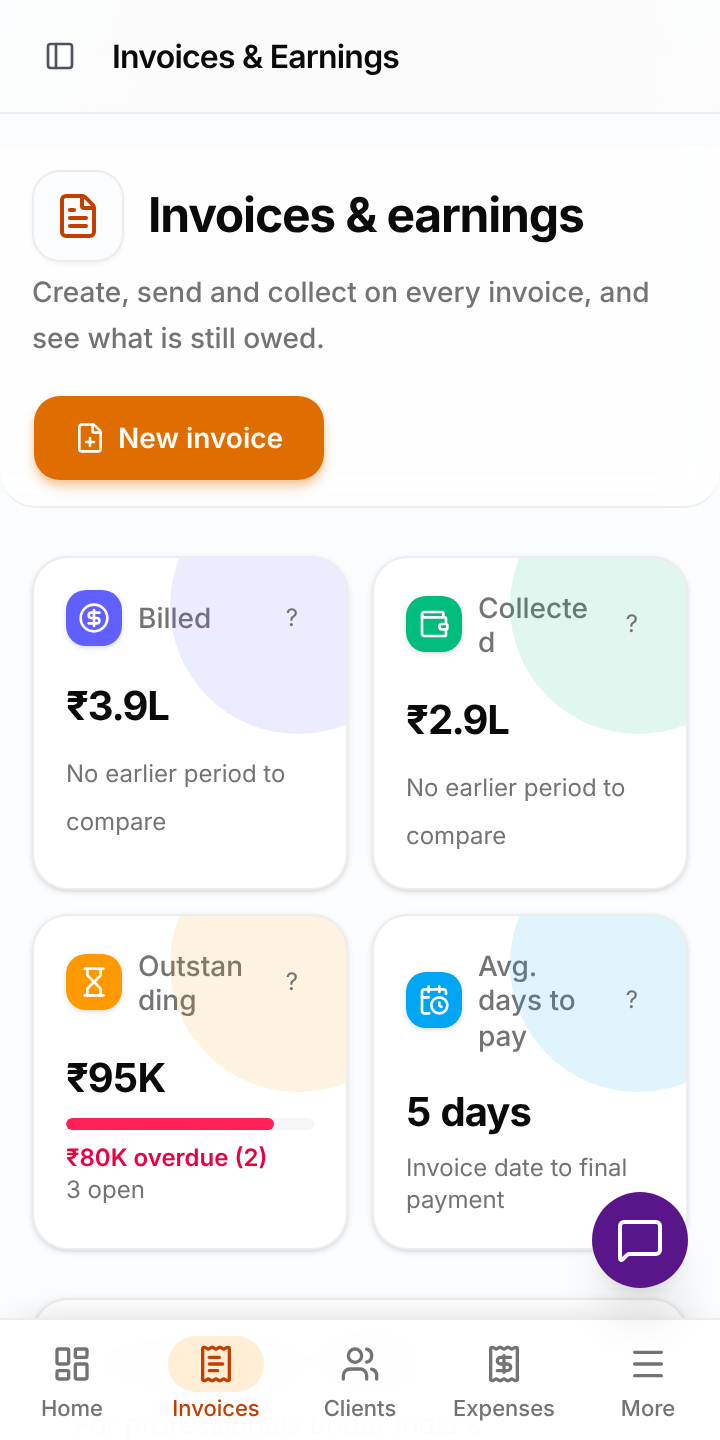 Invoices & Earnings
Invoices & earnings
Create, send and collect on every invoice, and
see what is still owed.
New invoice
Billed ?
₹3.9L
No earlier period to
compare
Collecte
d ?
₹2.9L
No earlier period to
compare
Outstan
ding ?
₹95K
₹80K overdue (2)
3 open
Avg.
days to
pay ?
5 days
Invoice date to final
payment
Home
Invoices
Clients
Expenses
More